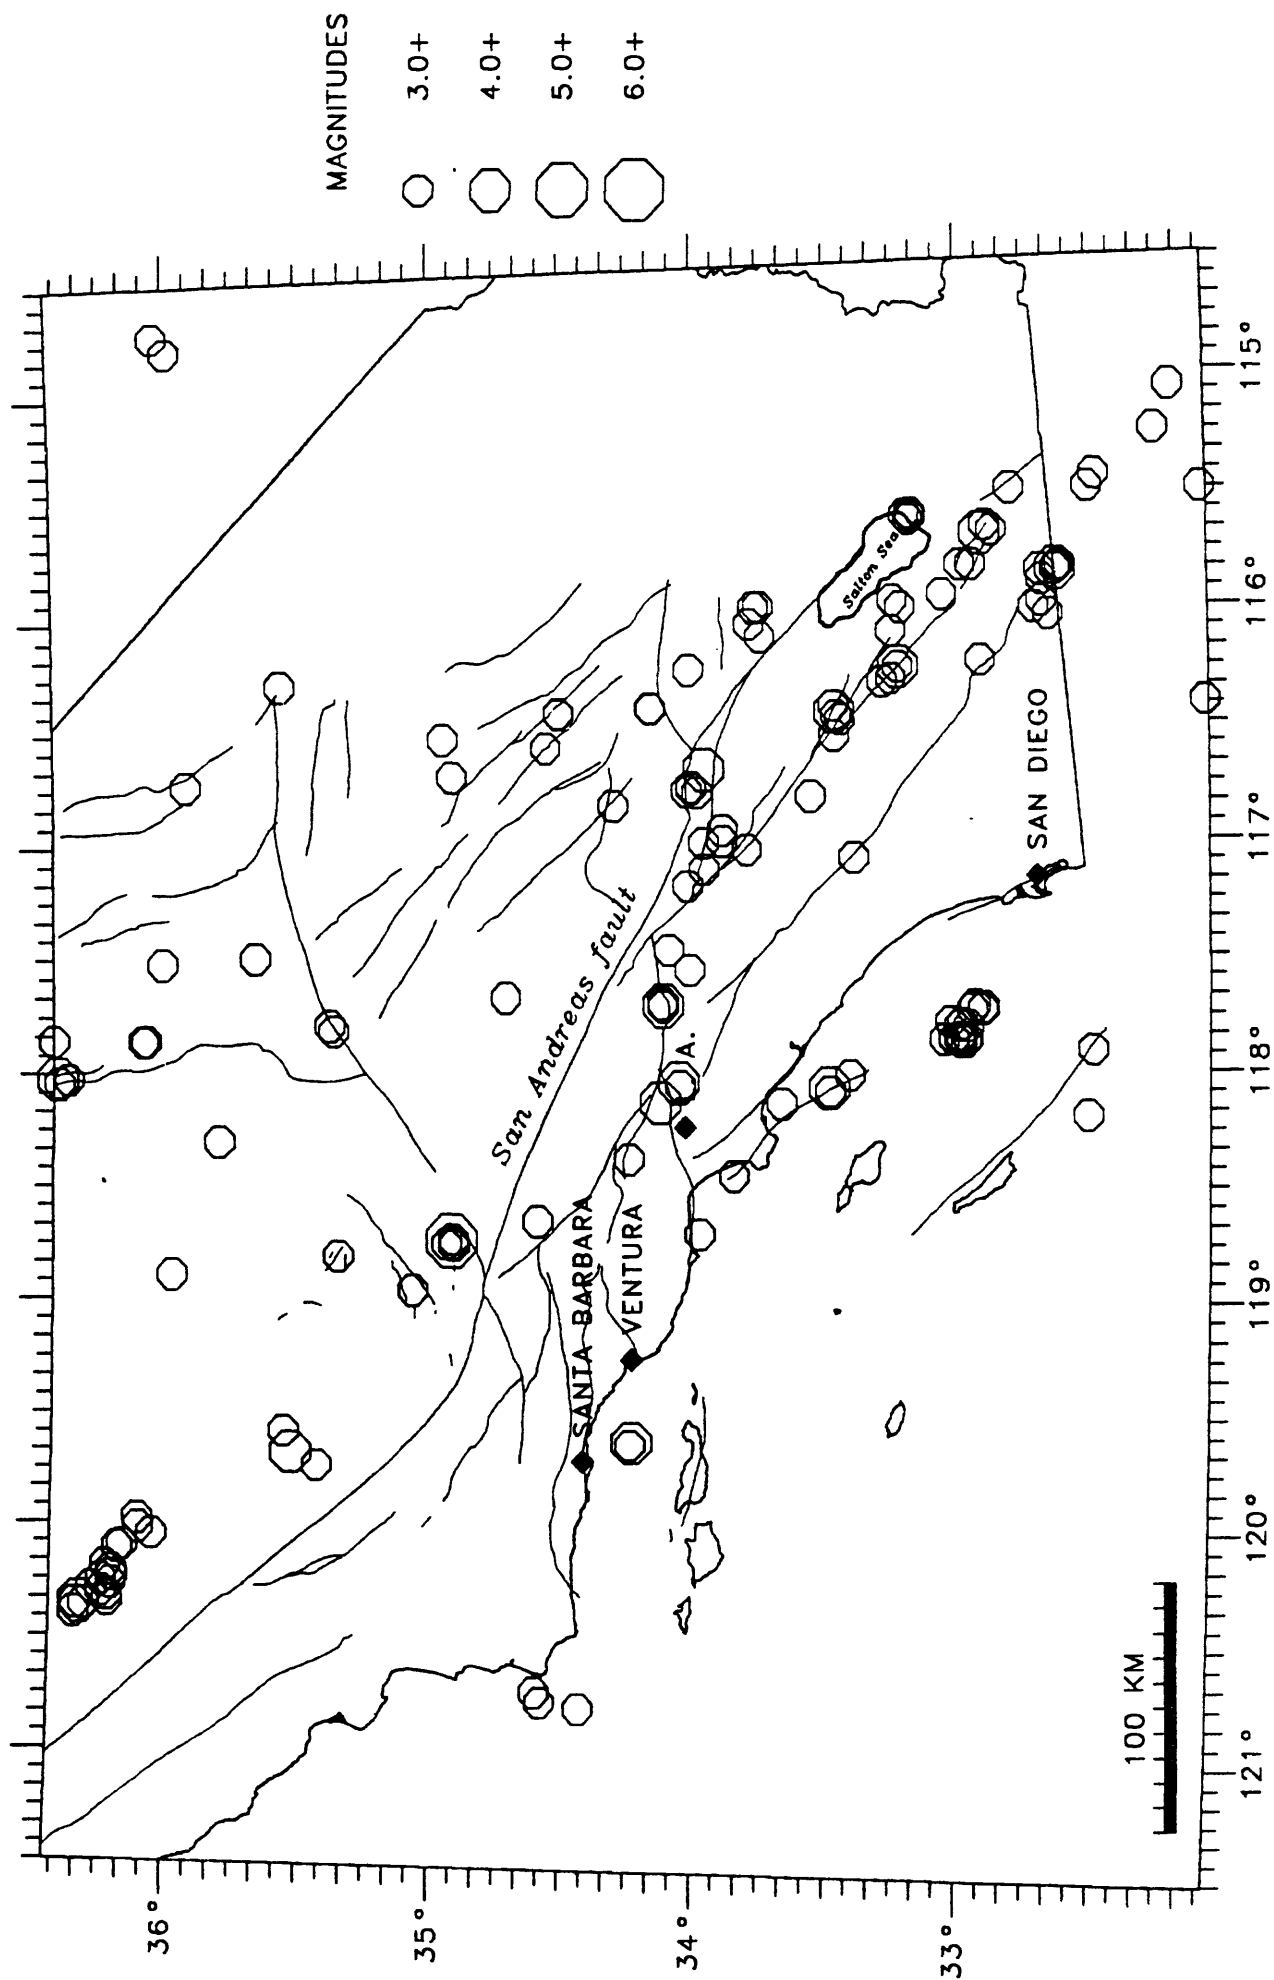 MAGNITUDES
3.0+
4.0+
5.0+
6.0+
San Andreas fault
Salton Sea
A.
SANTA BARBARA
VENTURA
SAN DIEGO
100 KM
36°
35°
34°
33°
121°
120°
119°
118°
117°
116°
115°